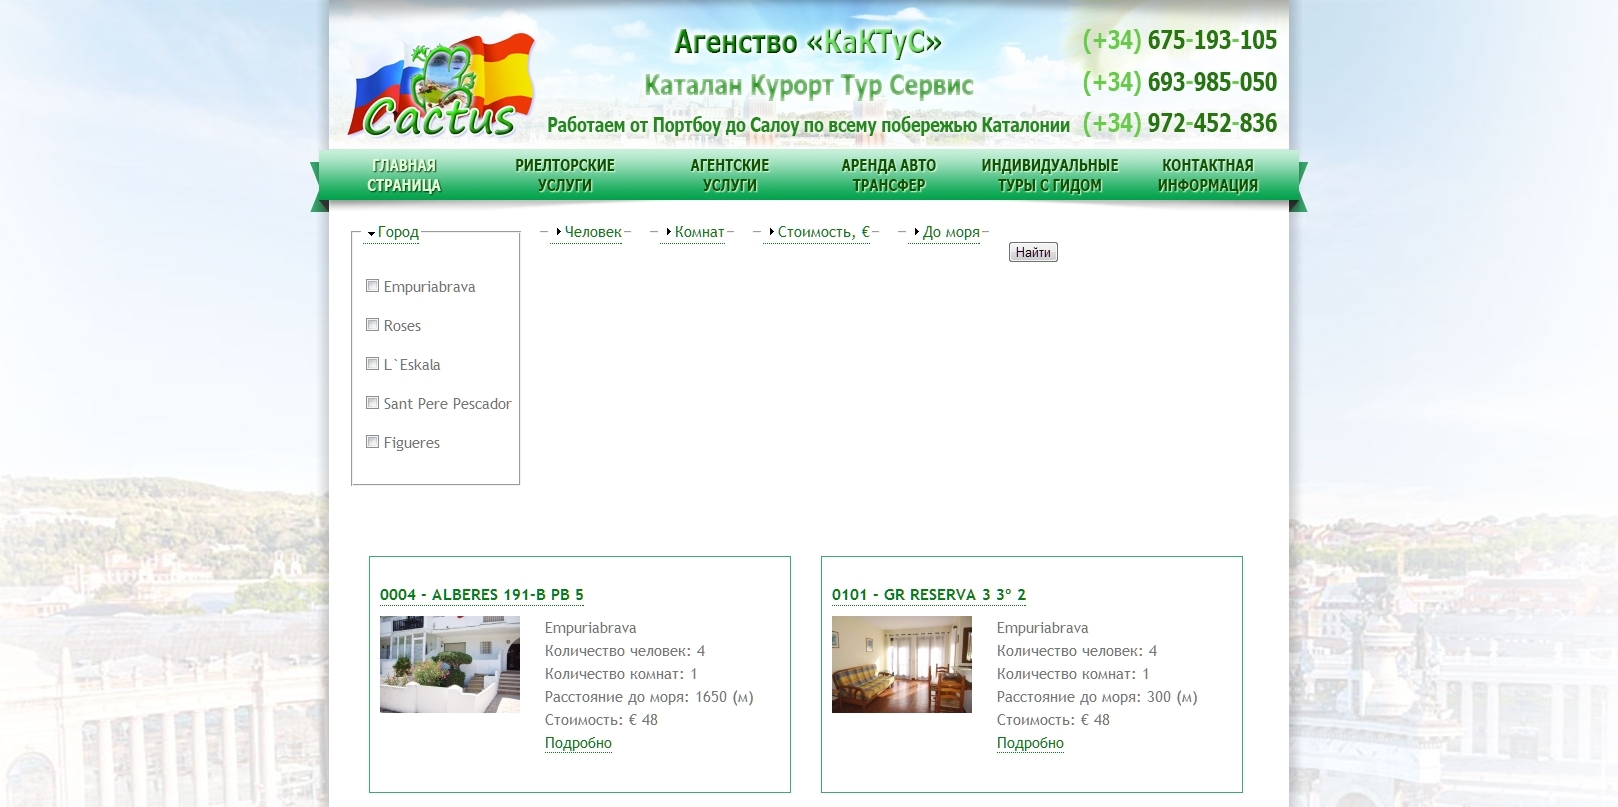 Cactus
Агенство «КаКТуС»
Каталан Курорт Тур Сервис
Работаем от Портбоу до Салоу по всему побережью Каталонии
(+34) 675-193-105
(+34) 693-985-050
(+34) 972-452-836
ГЛАВНАЯ
СТРАНИЦА
РИЕЛТОРСКИЕ
УСЛУГИ
АГЕНТСКИЕ
УСЛУГИ
АРЕНДА АВТО
ТРАНСФЕР
ИНДИВИДУАЛЬНЫЕ
ТУРЫ С ГИДОМ
КОНТАКТНАЯ
ИНФОРМАЦИЯ
Город
Empuriabrava
Roses
L`Eskala
Sant Pere Pescador
Figueres
Человек
Комнат
Стоимость, €
До моря
Найти
0004 - ALBERES 191-B PB 5
Empuriabrava
Количество человек: 4
Количество комнат: 1
Расстояние до моря: 1650 (м)
Стоимость: € 48
Подробно
0101 - GR RESERVA 3 3º 2
Empuriabrava
Количество человек: 4
Количество комнат: 1
Расстояние до моря: 300 (м)
Стоимость: € 48
Подробно